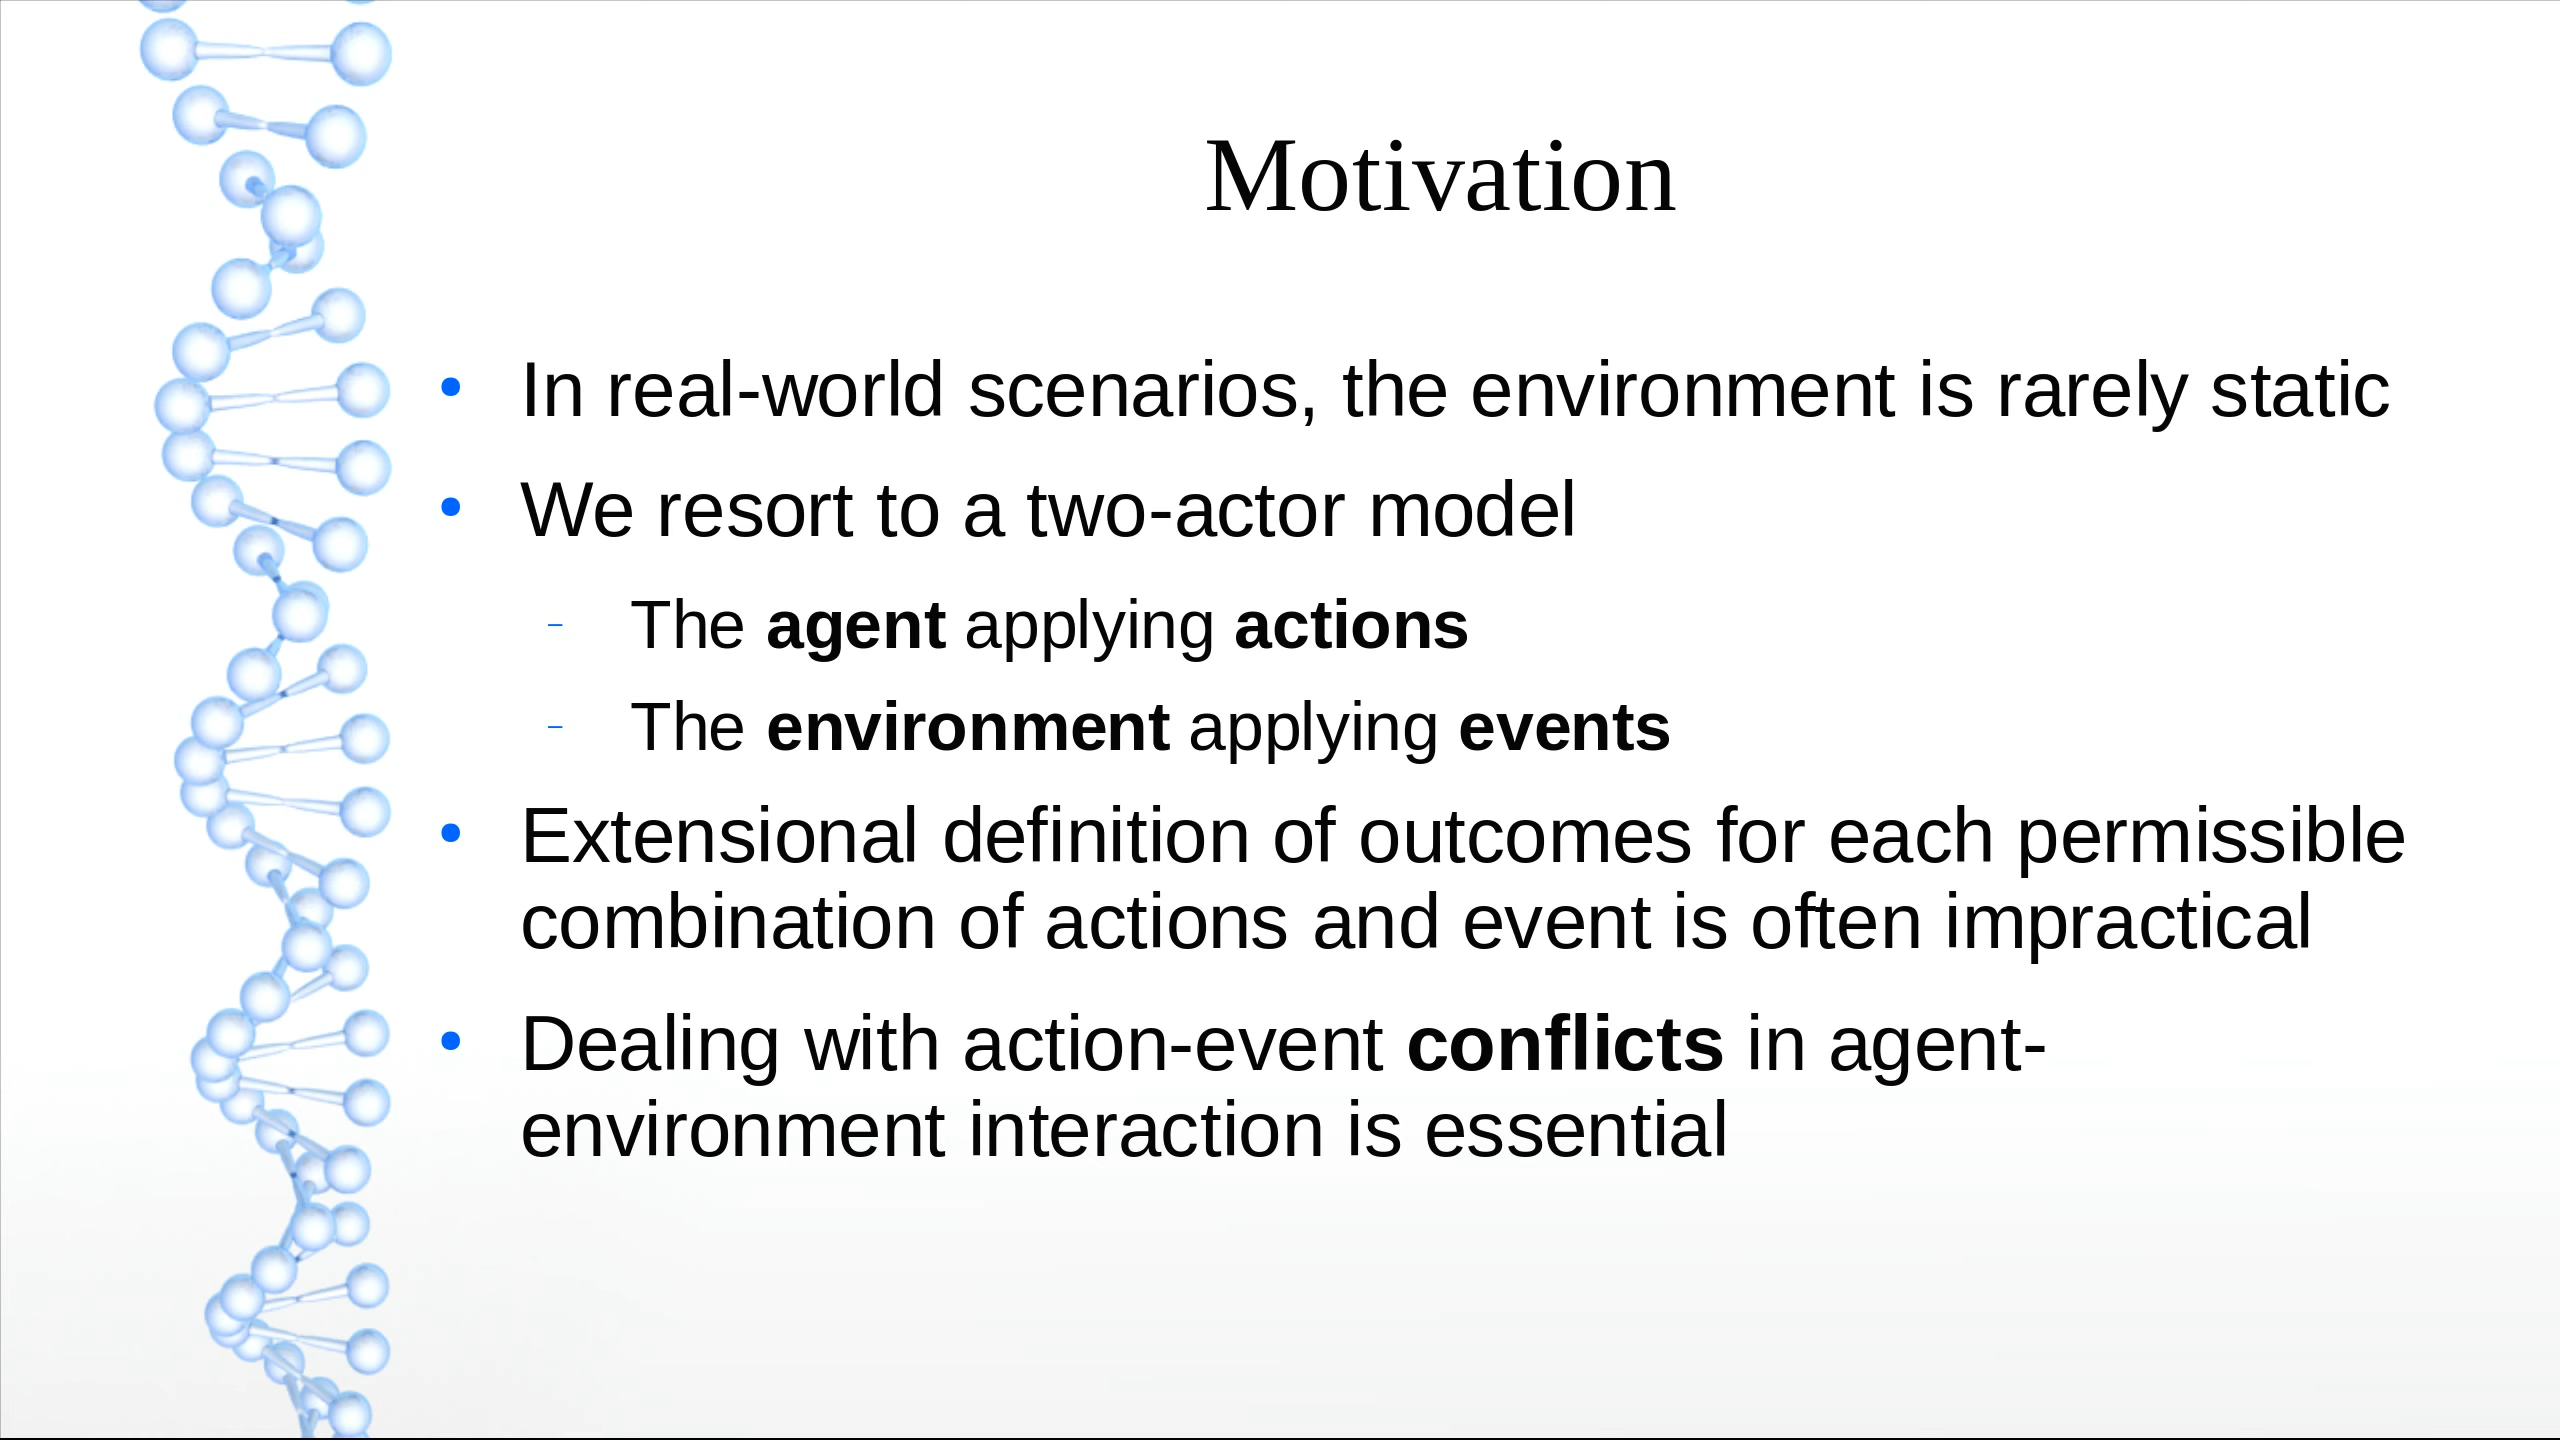 Motivation
• In real-world scenarios, the environment is rarely static
• We resort to a two-actor model
– The agent applying actions
– The environment applying events
• Extensional definition of outcomes for each permissible
combination of actions and event is often impractical
• Dealing with action-event conflicts in agent-
environment interaction is essential